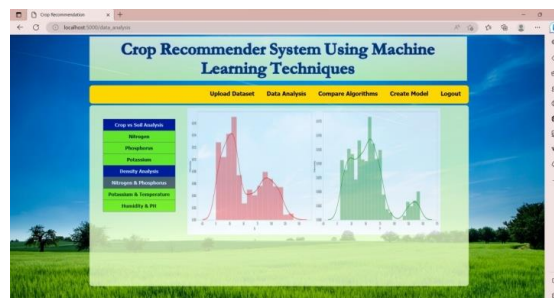 Crop Recommendation
localhost:5000/data_analysis
Crop Recommender System Using Machine
Learning Techniques
Upload Dataset Data Analysis Compare Algorithms Create Model Logout
Crop vs Soil Analysis
Nitrogen
Phosphorus
Potassium
Density Analysis
Nitrogen & Phosphorus
Potassium & Temperature
Humidity & PH